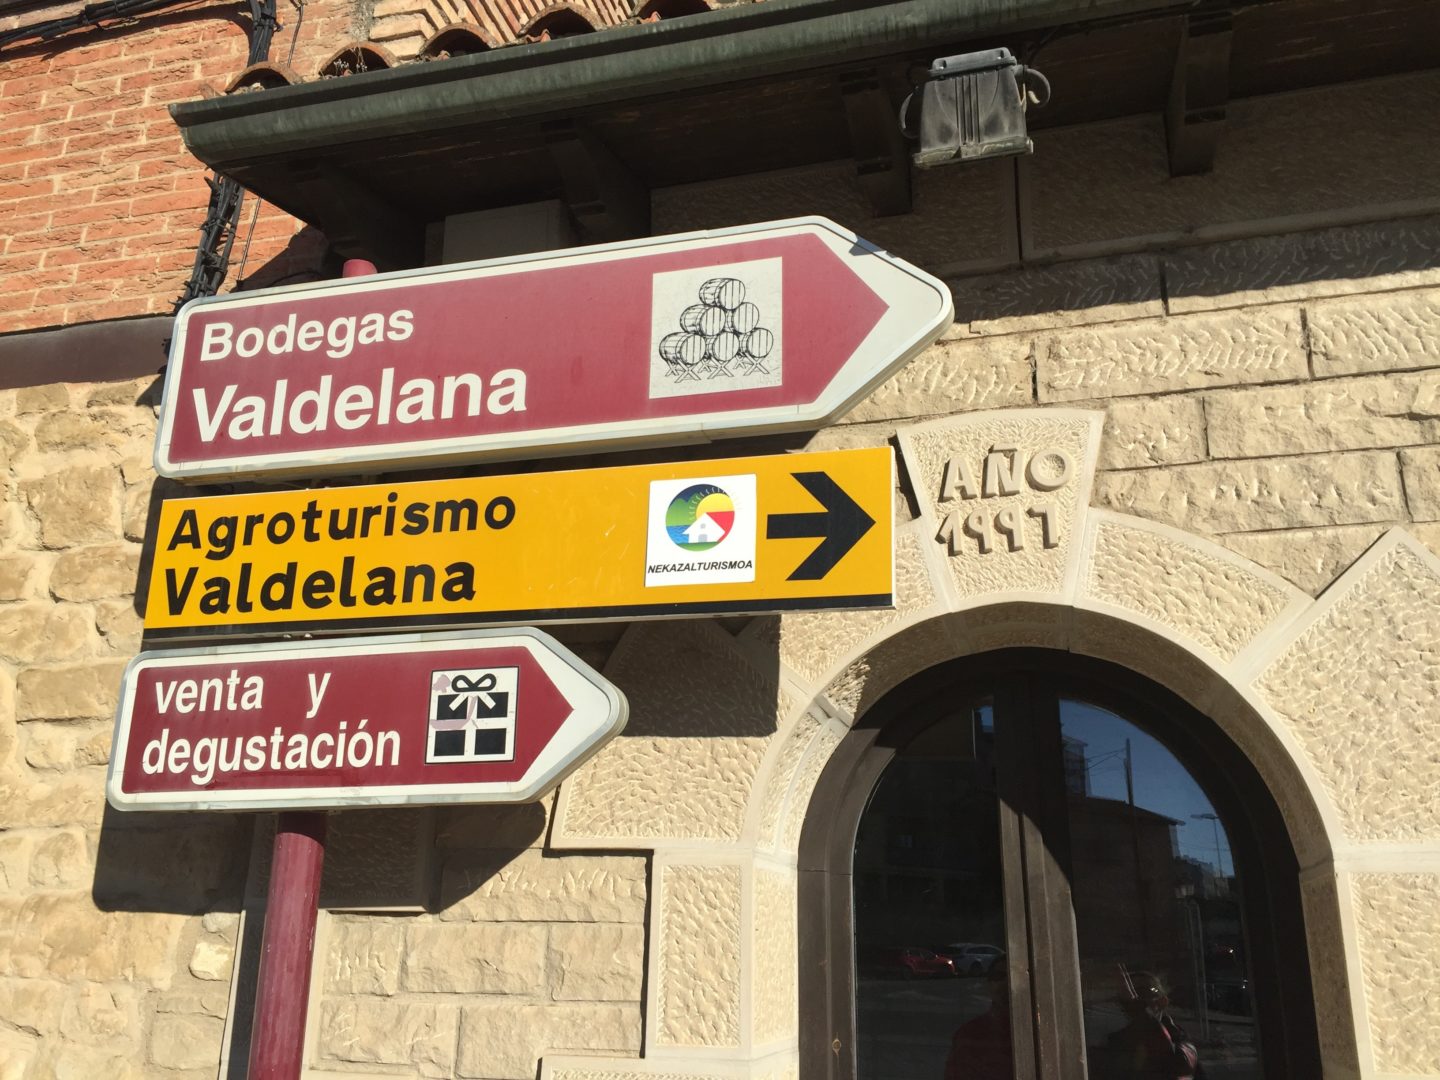 Bodegas
Valdelana
Agroturismo
Valdelana
NEKAZALTURISMOA
venta y
degustación
AÑO
1997